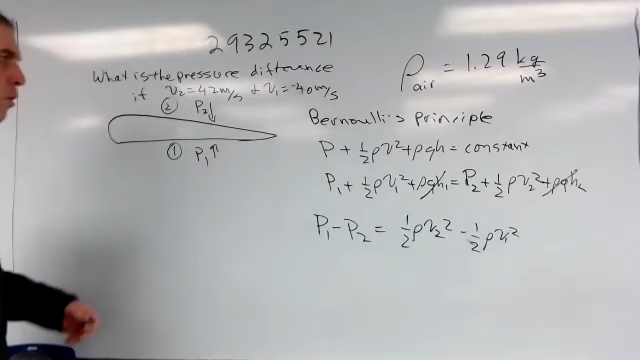 29325521
What is the pressure difference
if v₂=42m/s + v₁=40m/s
② P₂↓
① P₁↑
ρair = 1.29 kg/m³
Bernoulli's principle
P + ½ρv² + ρgh = constant
P₁ + ½ρv₁² + ρgh₁ = P₂ + ½ρv₂² + ρgh₂
P₁ - P₂ = ½ρv₂² - ½ρv₁²